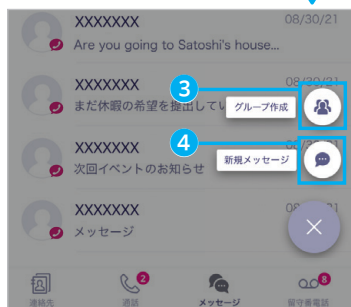 XXXXXXX 08/30/21
Are you going to Satoshi's house...
XXXXXXX 08/30/21
3
まだ休暇の希望を提出してい
グループ作成
4
XXXXXXX
次回イベントのお知らせ
新規メッセージ
XXXXXXX
メッセージ
2
8
連絡先 通話 メッセージ 留守番電話